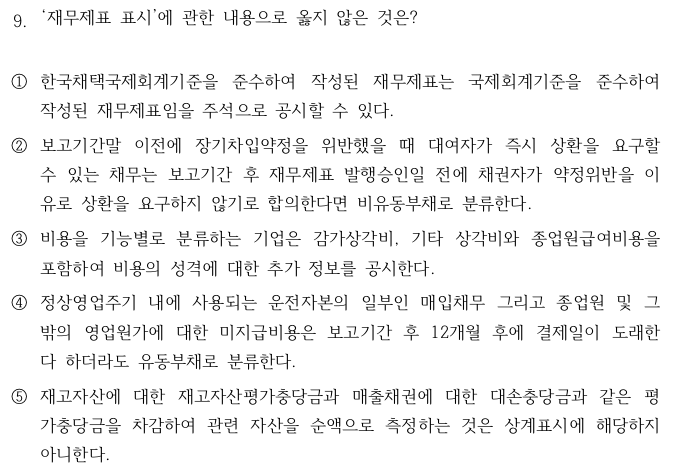 9. '재무제표 표시'에 관한 내용으로 옳지 않은 것은?
① 한국채택국제회계기준을 준수하여 작성된 재무제표는 국제회계기준을 준수하여
작성된 재무제표임을 주석으로 공시할 수 있다.
② 보고기간말 이전에 장기차입약정을 위반했을 때 대여자가 즉시 상환을 요구할
수 있는 채무는 보고기간 후 재무제표 발행승인일 전에 채권자가 약정위반을 이
유로 상환을 요구하지 않기로 합의한다면 비유동부채로 분류한다.
③ 비용을 기능별로 분류하는 기업은 감가상각비, 기타 상각비와 종업원급여비용을
포함하여 비용의 성격에 대한 추가 정보를 공시한다.
④ 정상영업주기 내에 사용되는 운전자본의 일부인 매입채무 그리고 종업원 및 그
밖의 영업원가에 대한 미지급비용은 보고기간 후 12개월 후에 결제일이 도래한
다 하더라도 유동부채로 분류한다.
⑤ 재고자산에 대한 재고자산평가충당금과 매출채권에 대한 대손충당금과 같은 평
가충당금을 차감하여 관련 자산을 순액으로 측정하는 것은 상계표시에 해당하지
아니한다.